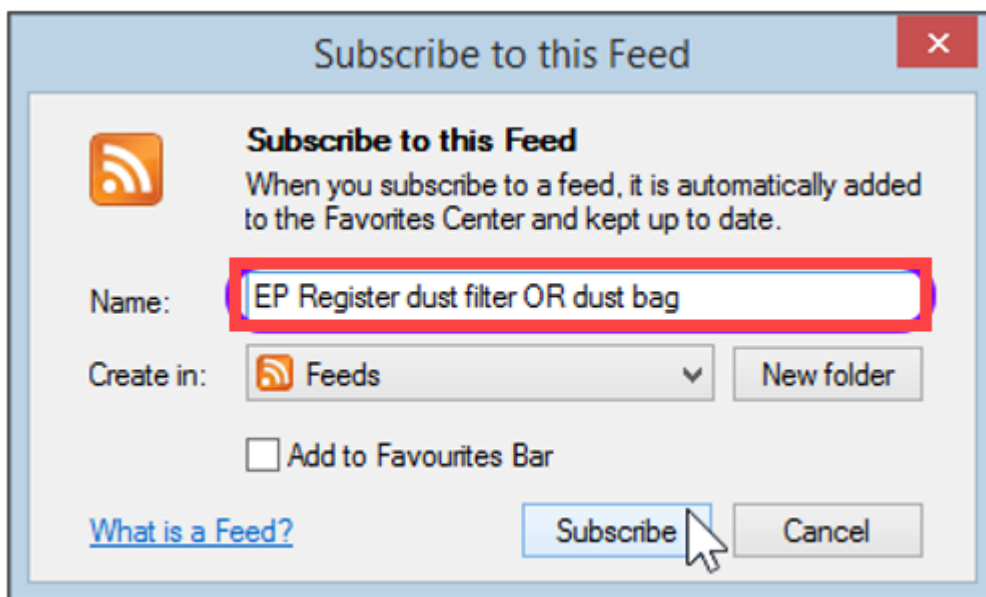 Subscribe to this Feed
Subscribe to this Feed
When you subscribe to a feed, it is automatically added
to the Favorites Center and kept up to date.
Name: EP Register dust filter OR dust bag
Create in: Feeds New folder
Add to Favourites Bar
What is a Feed? Subscribe Cancel